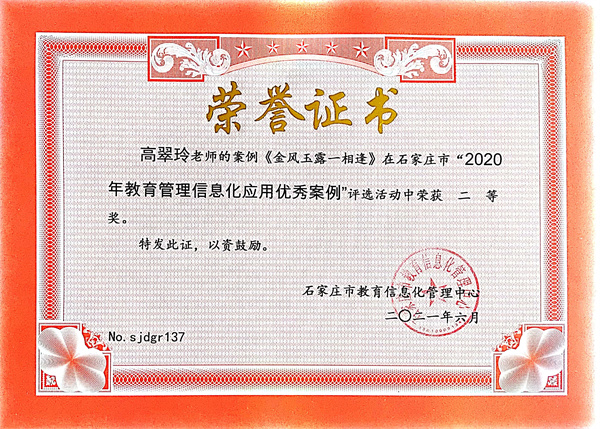 荣誉证书
高翠玲老师的案例《金风玉露一相逢》在石家庄市“2020
年教育管理信息化应用优秀案例”评选活动中荣获 二 等
奖。
特发此证，以资鼓励。
石家庄市教育信息化管理中心
二〇二一年六月
No.sjdgr137